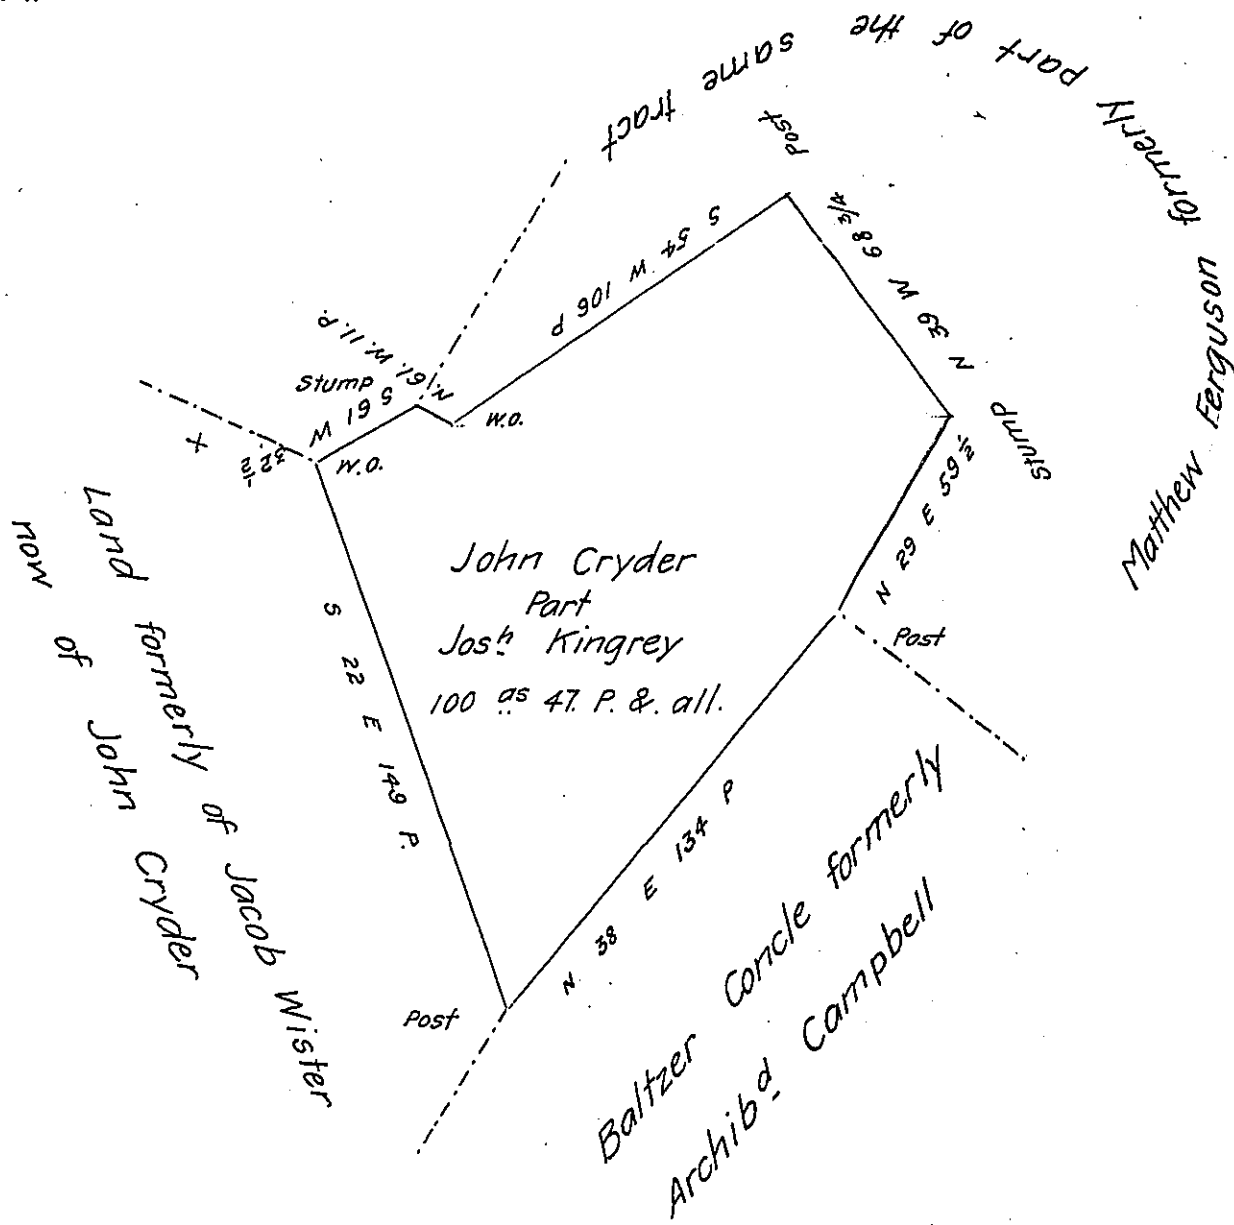 Matthew Ferguson formerly part of the same tract
Post
S 54 W 106 P
N 39 W 68 3/4
Stump
N 29 E 59 ½
Post
N 38 E 134 P
Post
S 22 E 149 P.
W.O.
S 61 W 32 ½
Stump
N. 61. W. 11. P.
W.O.
X
John Cryder
Part
Josh Kingrey
100 as 47. P. &. all.
Land formerly of Jacob Wister
now of John Cryder
Baltzer Concle formerly
Archibd Campbell